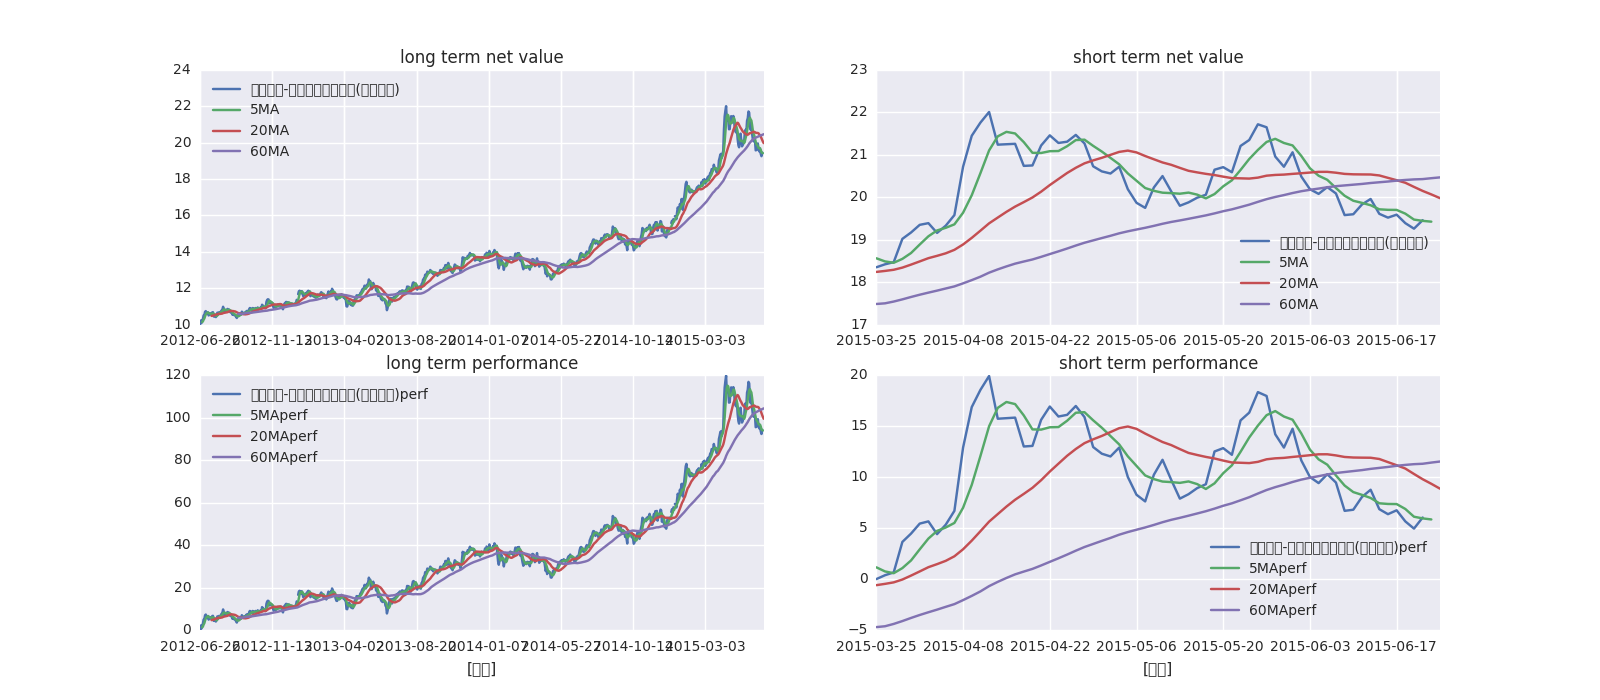 long term net value
24
22
20
18
16
14
12
10
5MA
20MA
60MA
2012-06-26 2012-11-13 2013-04-02 2013-08-20 2014-01-07 2014-05-27 2014-10-14 2015-03-03
short term net value
23
22
21
20
19
18
17
5MA
20MA
60MA
2015-03-25 2015-04-08 2015-04-22 2015-05-06 2015-05-20 2015-06-03 2015-06-17
long term performance
120
100
80
60
40
20
0
perf
5MAperf
20MAperf
60MAperf
2012-06-26 2012-11-13 2013-04-02 2013-08-20 2014-01-07 2014-05-27 2014-10-14 2015-03-03
short term performance
20
15
10
5
0
−5
perf
5MAperf
20MAperf
60MAperf
2015-03-25 2015-04-08 2015-04-22 2015-05-06 2015-05-20 2015-06-03 2015-06-17